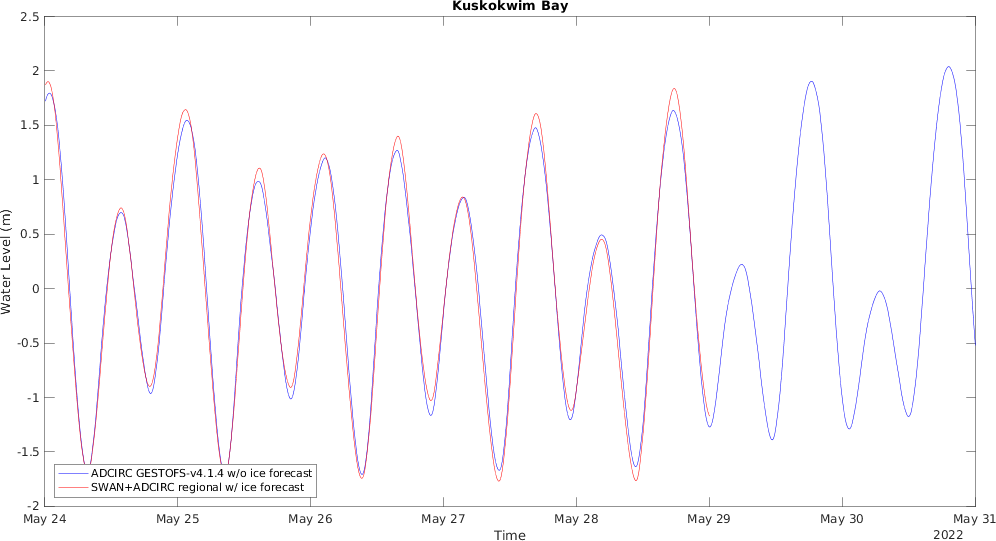 Kuskokwim Bay
2.5
2
1.5
1
0.5
0
-0.5
-1
-1.5
-2
Water Level (m)
ADCIRC GESTOFS-v4.1.4 w/o ice forecast
SWAN+ADCIRC regional w/ ice forecast
May 24 May 25 May 26 May 27 May 28 May 29 May 30 May 31
Time
2022